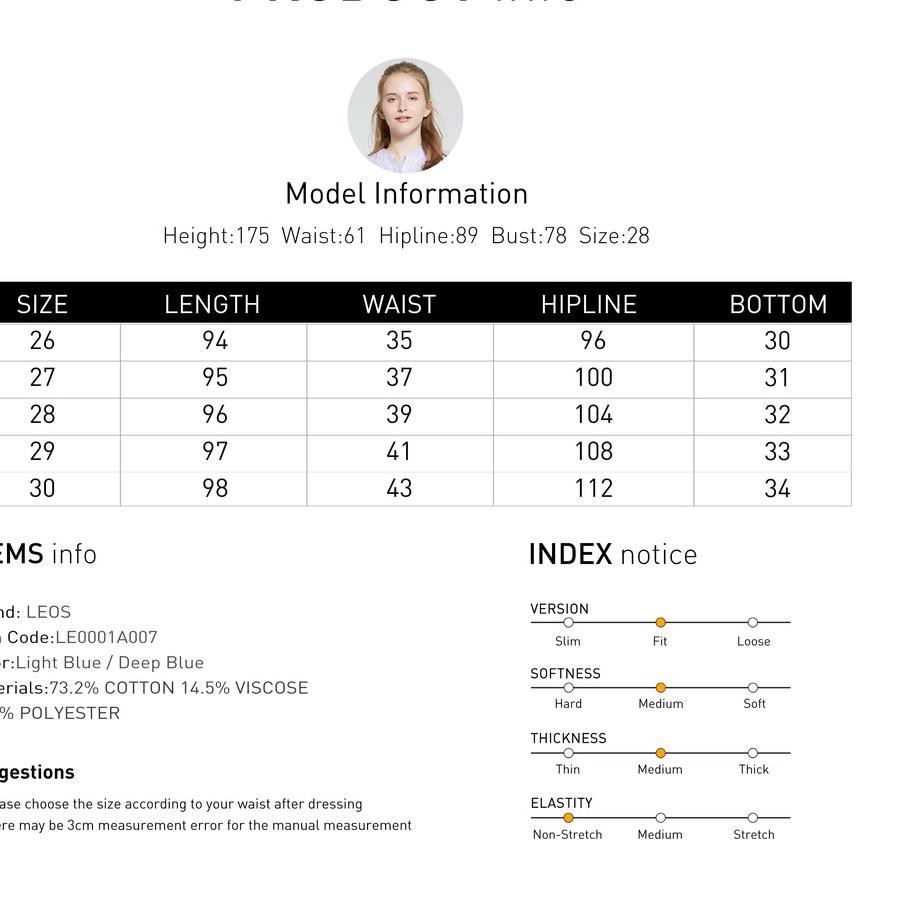 Model Information
Height:175 Waist:61 Hipline:89 Bust:78 Size:28
SIZE LENGTH WAIST HIPLINE BOTTOM
26 94 35 96 30
27 95 37 100 31
28 96 39 104 32
29 97 41 108 33
30 98 43 112 34
EMS info
nd: LEOS
Code:LE0001A007
or:Light Blue / Deep Blue
erials:73.2% COTTON 14.5% VISCOSE
% POLYESTER
gestions
ase choose the size according to your waist after dressing
ere may be 3cm measurement error for the manual measurement
INDEX notice
VERSION
Slim Fit Loose
SOFTNESS
Hard Medium Soft
THICKNESS
Thin Medium Thick
ELASTITY
Non-Stretch Medium Stretch